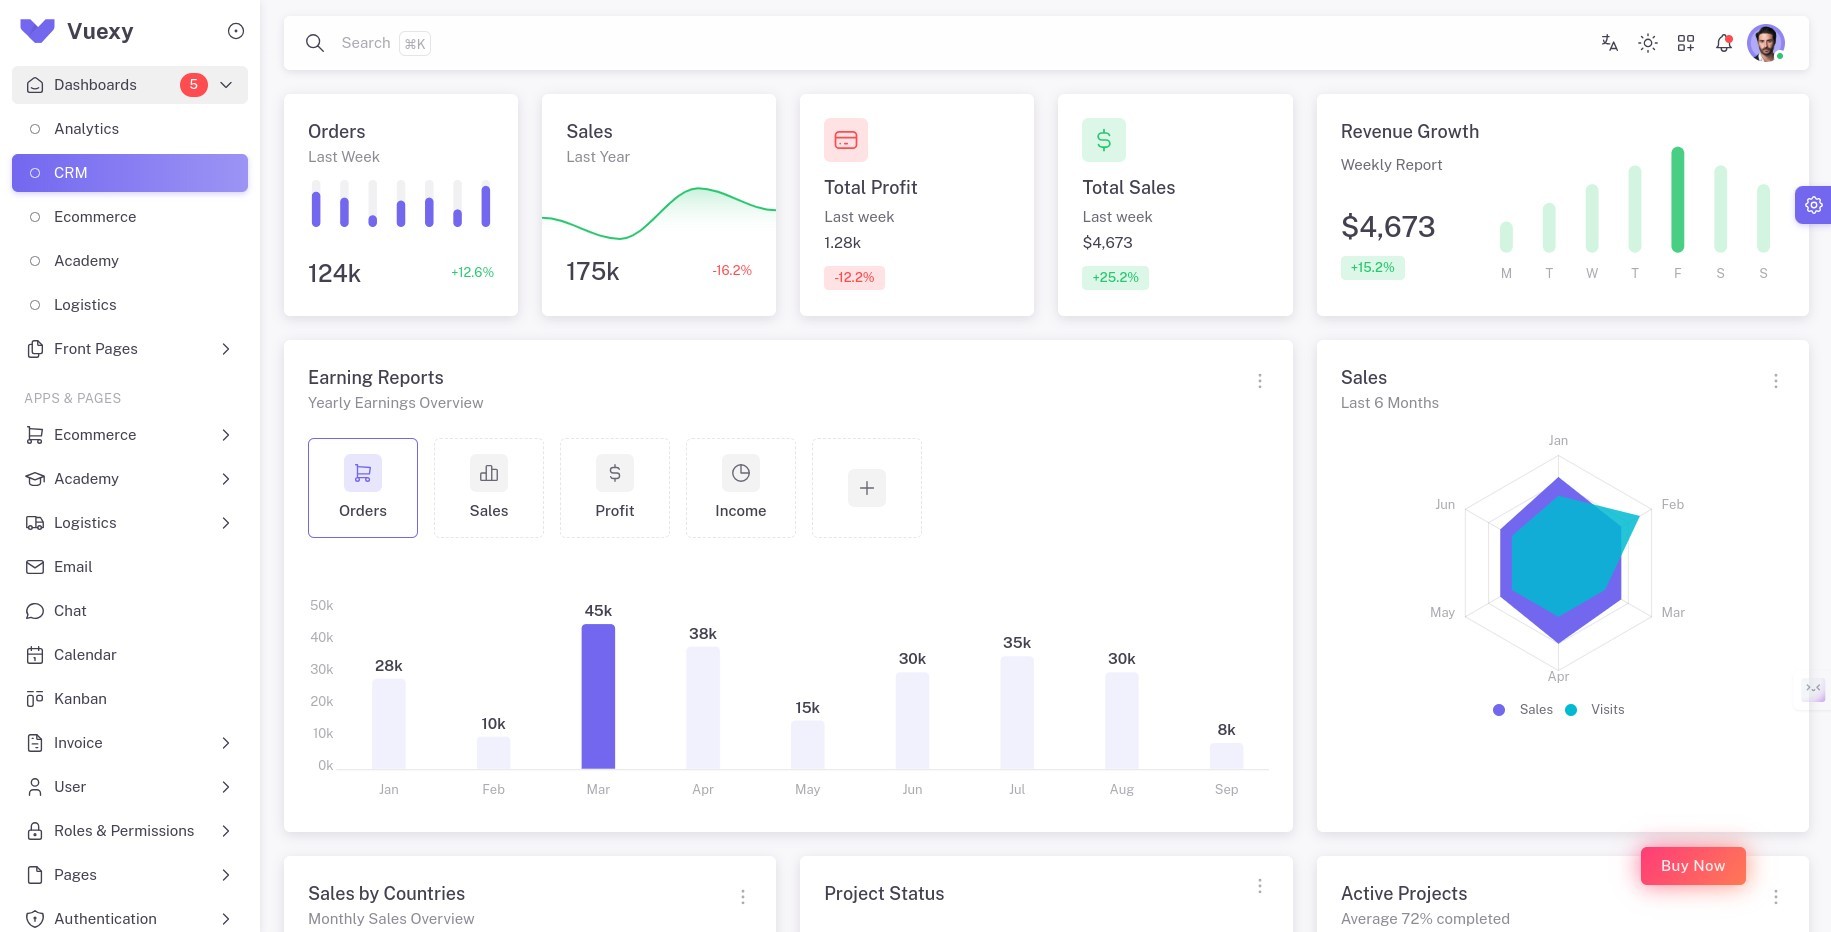 Vuexy
Dashboards 5
Analytics
CRM
Ecommerce
Academy
Logistics
Front Pages
APPS & PAGES
Ecommerce
Academy
Logistics
Email
Chat
Calendar
Kanban
Invoice
User
Roles & Permissions
Pages
Authentication
Search ⌘K
Orders
Last Week
124k +12.6%
Sales
Last Year
175k -16.2%
Total Profit
Last week
1.28k
-12.2%
Total Sales
Last week
$4,673
+25.2%
Revenue Growth
Weekly Report
$4,673
+15.2%
M T W T F S S
Earning Reports
Yearly Earnings Overview
Orders Sales Profit Income
50k
40k
30k
20k
10k
0k
28k 10k 45k 38k 15k 30k 35k 30k 8k
Jan Feb Mar Apr May Jun Jul Aug Sep
Sales
Last 6 Months
Jan
Jun Feb
May Mar
Apr
Sales Visits
Sales by Countries
Monthly Sales Overview
Project Status
Active Projects
Average 72% completed
Buy Now